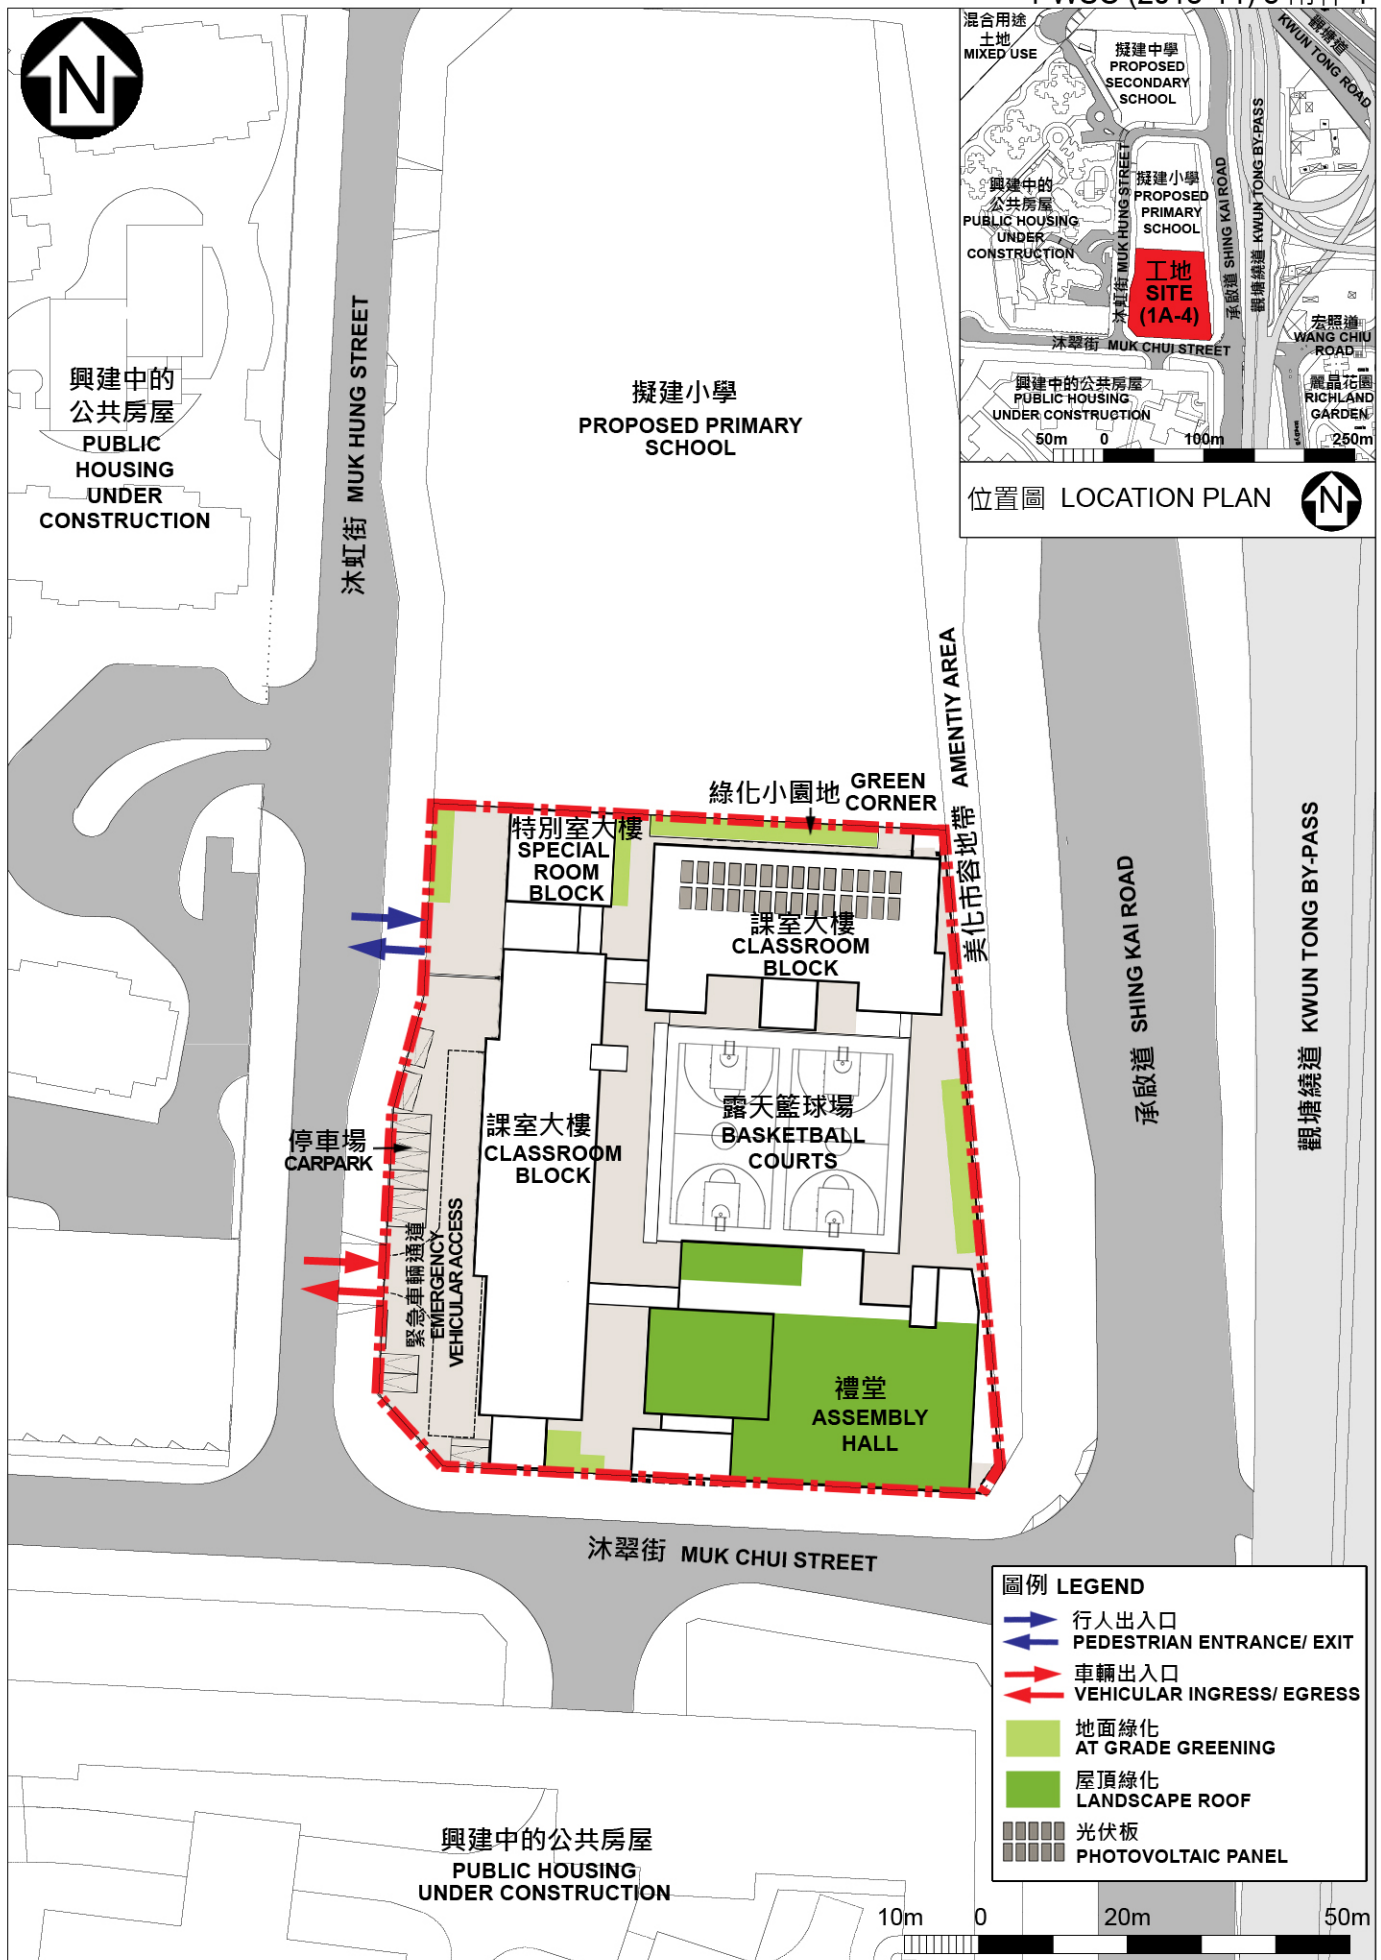 N
混合用途
土地
MIXED USE
擬建中學
PROPOSED
SECONDARY
SCHOOL
觀塘道
KWUN TONG ROAD
擬建小學
PROPOSED
PRIMARY
SCHOOL
興建中的
公共房屋
PUBLIC HOUSING
UNDER
CONSTRUCTION
沐虹街 MUK HUNG STREET
承啟道 SHING KAI ROAD
觀塘繞道 KWUN TONG BY-PASS
工地
SITE
(1A-4)
宏照道
WANG CHIU
ROAD
沐翠街 MUK CHUI STREET
興建中的公共房屋
PUBLIC HOUSING
UNDER CONSTRUCTION
麗晶花園
RICHLAND
GARDEN
50m 0 100m 250m
位置圖 LOCATION PLAN
N
興建中的
公共房屋
PUBLIC
HOUSING
UNDER
CONSTRUCTION
沐虹街 MUK HUNG STREET
擬建小學
PROPOSED PRIMARY
SCHOOL
美化市容地帶 AMENTIY AREA
綠化小園地 GREEN
CORNER
特別室大樓
SPECIAL
ROOM
BLOCK
課室大樓
CLASSROOM
BLOCK
承啟道 SHING KAI ROAD
觀塘繞道 KWUN TONG BY-PASS
停車場
CARPARK
課室大樓
CLASSROOM
BLOCK
露天籃球場
BASKETBALL
COURTS
緊急車輛通道
EMERGENCY
VEHICULAR ACCESS
禮堂
ASSEMBLY
HALL
沐翠街 MUK CHUI STREET
圖例 LEGEND
行人出入口
PEDESTRIAN ENTRANCE/ EXIT
車輛出入口
VEHICULAR INGRESS/ EGRESS
地面綠化
AT GRADE GREENING
屋頂綠化
LANDSCAPE ROOF
光伏板
PHOTOVOLTAIC PANEL
興建中的公共房屋
PUBLIC HOUSING
UNDER CONSTRUCTION
10m 0 20m 50m